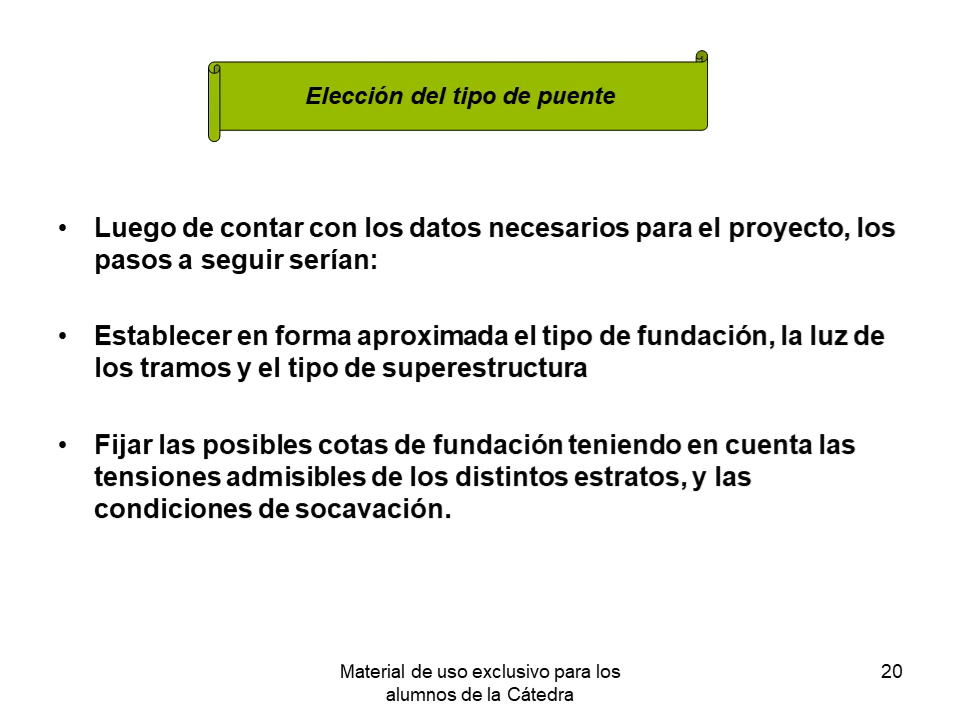 Elección del tipo de puente
• Luego de contar con los datos necesarios para el proyecto, los
pasos a seguir serían:
• Establecer en forma aproximada el tipo de fundación, la luz de
los tramos y el tipo de superestructura
• Fijar las posibles cotas de fundación teniendo en cuenta las
tensiones admisibles de los distintos estratos, y las
condiciones de socavación.
Material de uso exclusivo para los
alumnos de la Cátedra
20